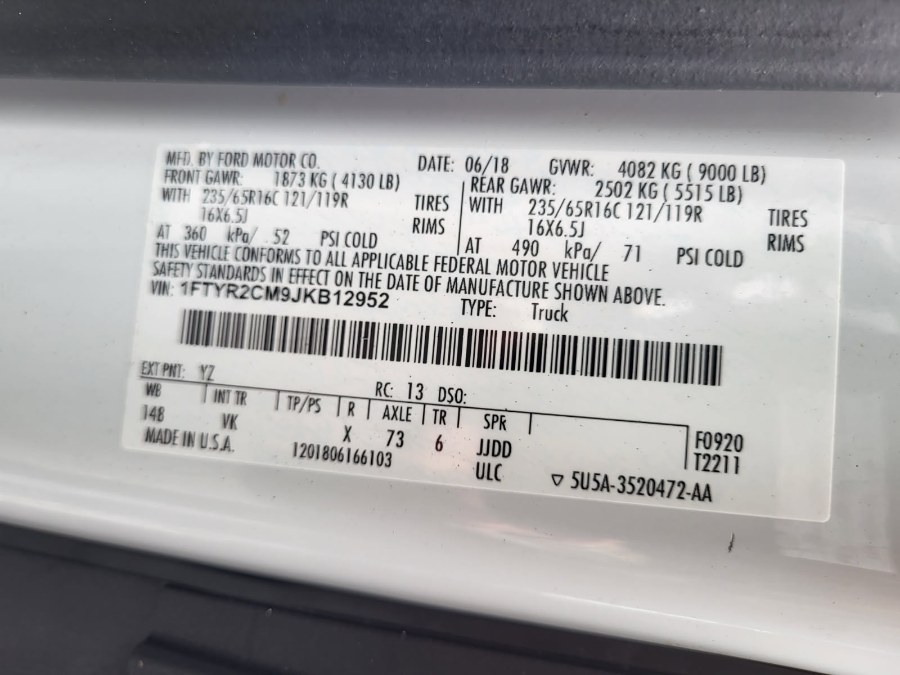 MFD. BY FORD MOTOR CO. DATE: 06/18 GVWR: 4082 KG ( 9000 LB)
FRONT GAWR: 1873 KG ( 4130 LB) REAR GAWR: 2502 KG ( 5515 LB)
WITH 235/65R16C 121/119R TIRES WITH 235/65R16C 121/119R TIRES
16X6.5J RIMS 16X6.5J RIMS
AT 360 kPa/ 52 PSI COLD AT 490 kPa/ 71 PSI COLD
THIS VEHICLE CONFORMS TO ALL APPLICABLE FEDERAL MOTOR VEHICLE
SAFETY STANDARDS IN EFFECT ON THE DATE OF MANUFACTURE SHOWN ABOVE.
VIN: 1FTYR2CM9JKB12952 TYPE: Truck
EXT PNT: YZ RC: 13 DSO:
WB INT TR TP/PS R AXLE TR SPR
148 VK X 73 6 JJDD F0920
MADE IN U.S.A. 1201806166103 ULC T2211
▽ 5U5A-3520472-AA